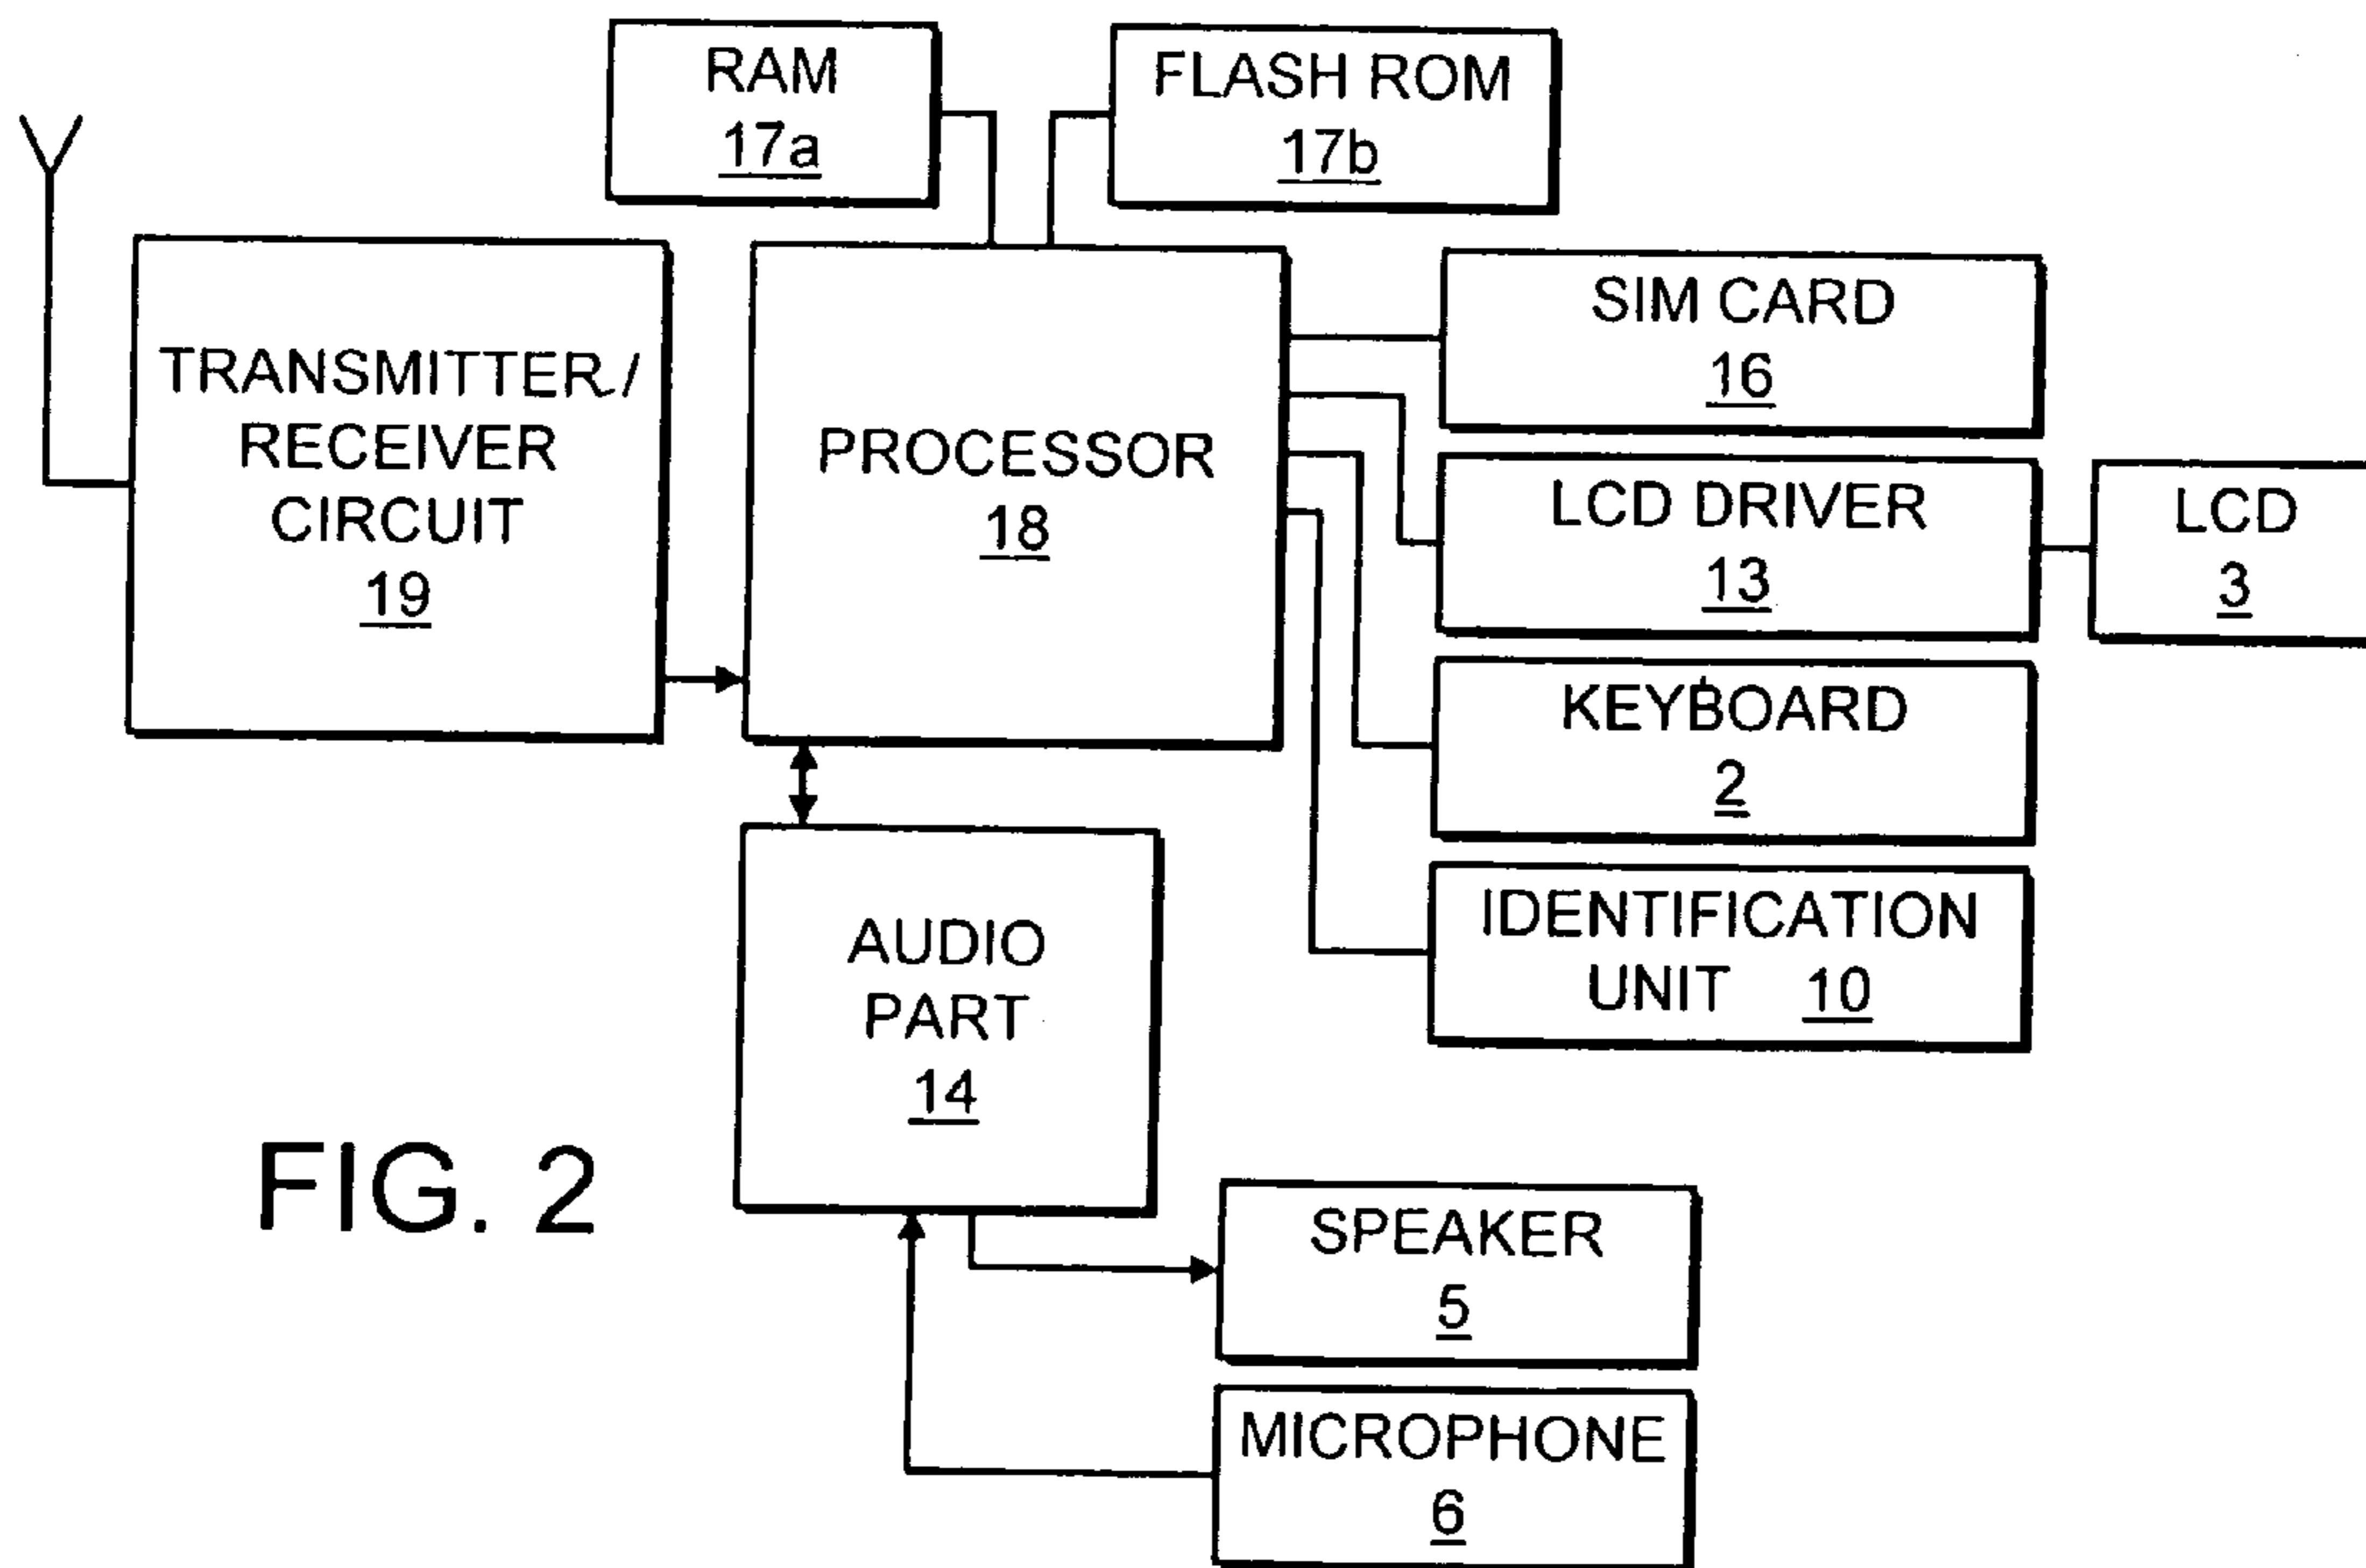 RAM
17a
FLASH ROM
17b
TRANSMITTER/
RECEIVER
CIRCUIT
19
PROCESSOR
18
SIM CARD
16
LCD DRIVER
13
LCD
3
KEYBOARD
2
IDENTIFICATION
UNIT 10
AUDIO
PART
14
FIG. 2
SPEAKER
5
MICROPHONE
6